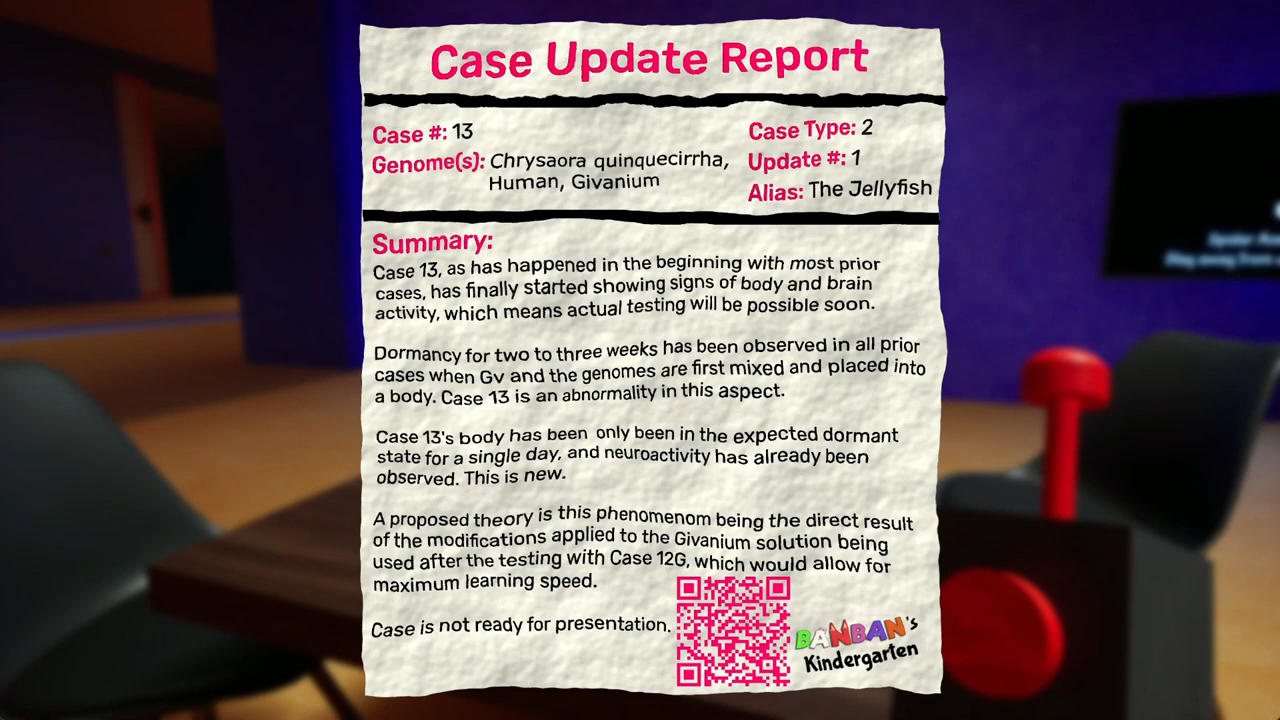 Case Update Report
Case #: 13
Case Type: 2
Genome(s): Chrysaora quinquecirrha,
Human, Givanium
Update #: 1
Alias: The Jellyfish
Summary:
Case 13, as has happened in the beginning with most prior
cases, has finally started showing signs of body and brain
activity, which means actual testing will be possible soon.
Dormancy for two to three weeks has been observed in all prior
cases when Gv and the genomes are first mixed and placed into
a body. Case 13 is an abnormality in this aspect.
Case 13's body has been only been in the expected dormant
state for a single day, and neuroactivity has already been
observed. This is new.
A proposed theory is this phenomenom being the direct result
of the modifications applied to the Givanium solution being
used after the testing with Case 12G, which would allow for
maximum learning speed.
Case is not ready for presentation.
BANBAN's
Kindergarten